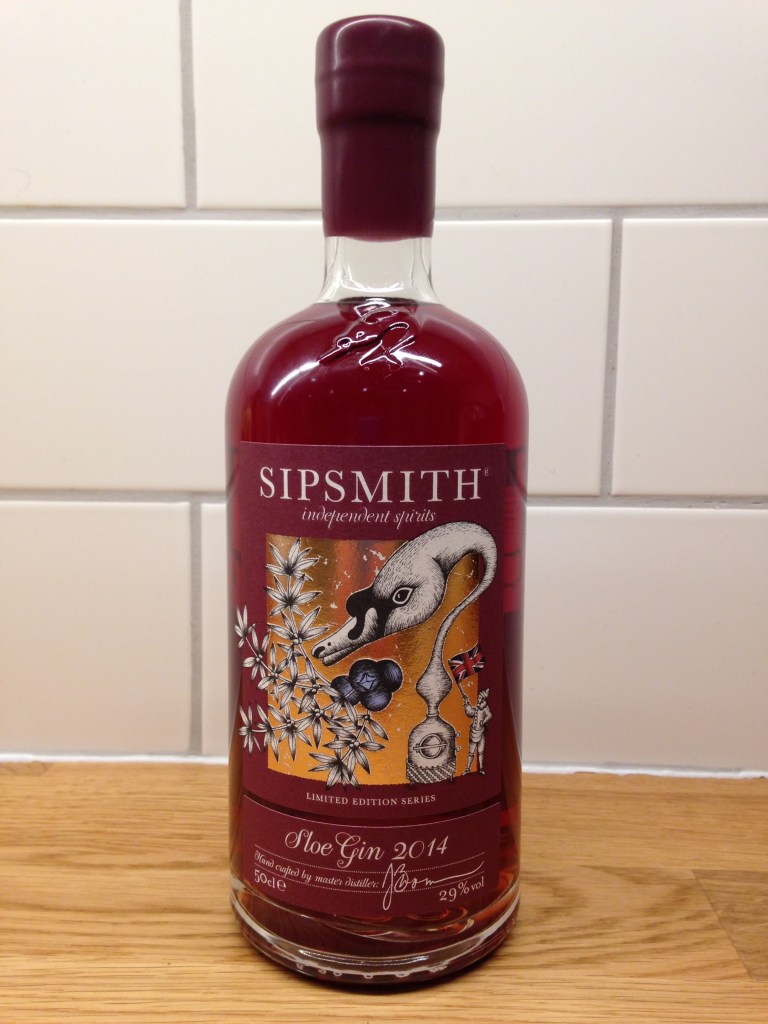 SIPSMITH®
independent spirits
LIMITED EDITION SERIES
Sloe Gin 2014
Hand crafted by master distiller:
50cl℮
29%vol